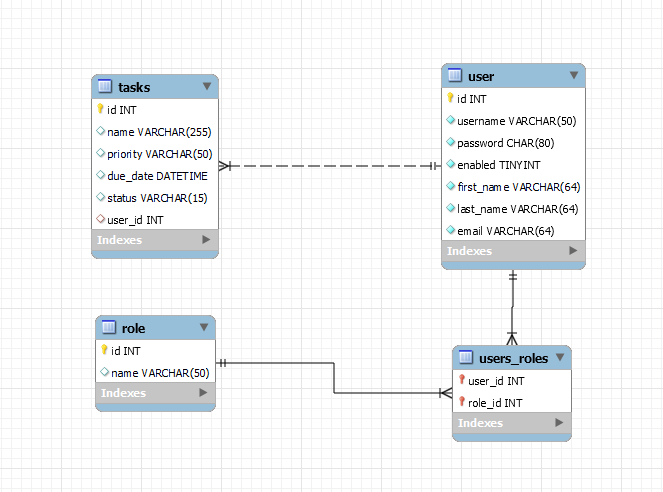 tasks
id INT
name VARCHAR(255)
priority VARCHAR(50)
due_date DATETIME
status VARCHAR(15)
user_id INT
Indexes
user
id INT
username VARCHAR(50)
password CHAR(80)
enabled TINYINT
first_name VARCHAR(64)
last_name VARCHAR(64)
email VARCHAR(64)
Indexes
role
id INT
name VARCHAR(50)
Indexes
users_roles
user_id INT
role_id INT
Indexes